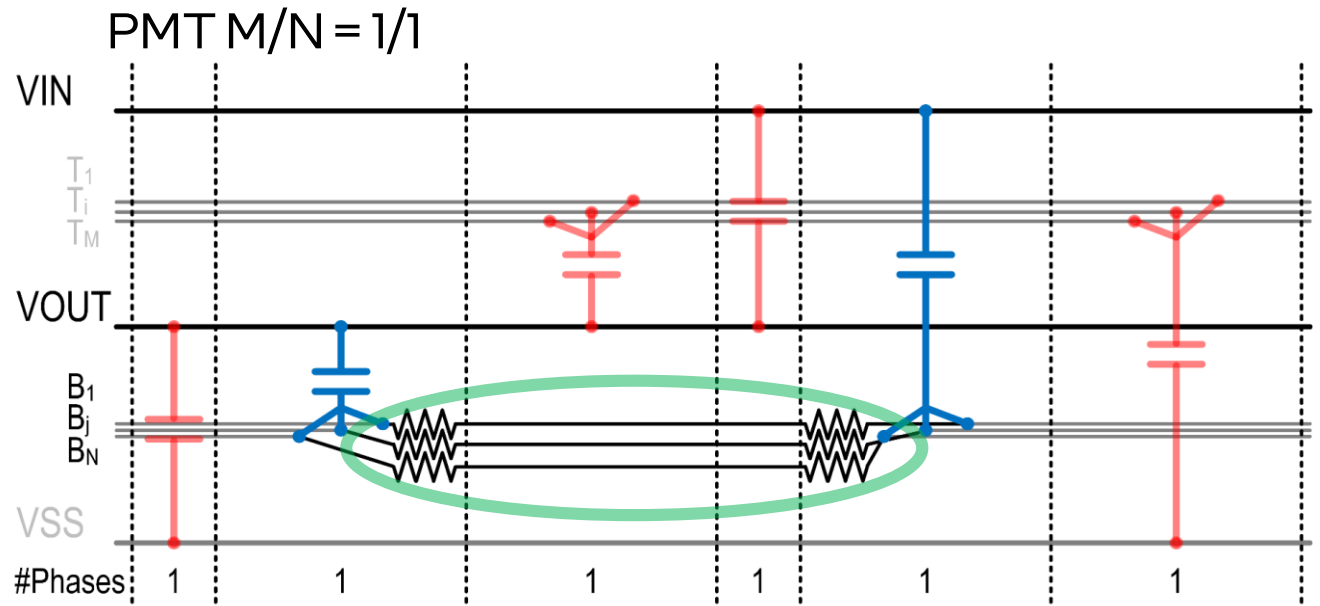 PMT M/N = 1/1
VIN
T1
Ti
TM
VOUT
B1
Bj
BN
VSS
#Phases 1 1 1 1 1 1